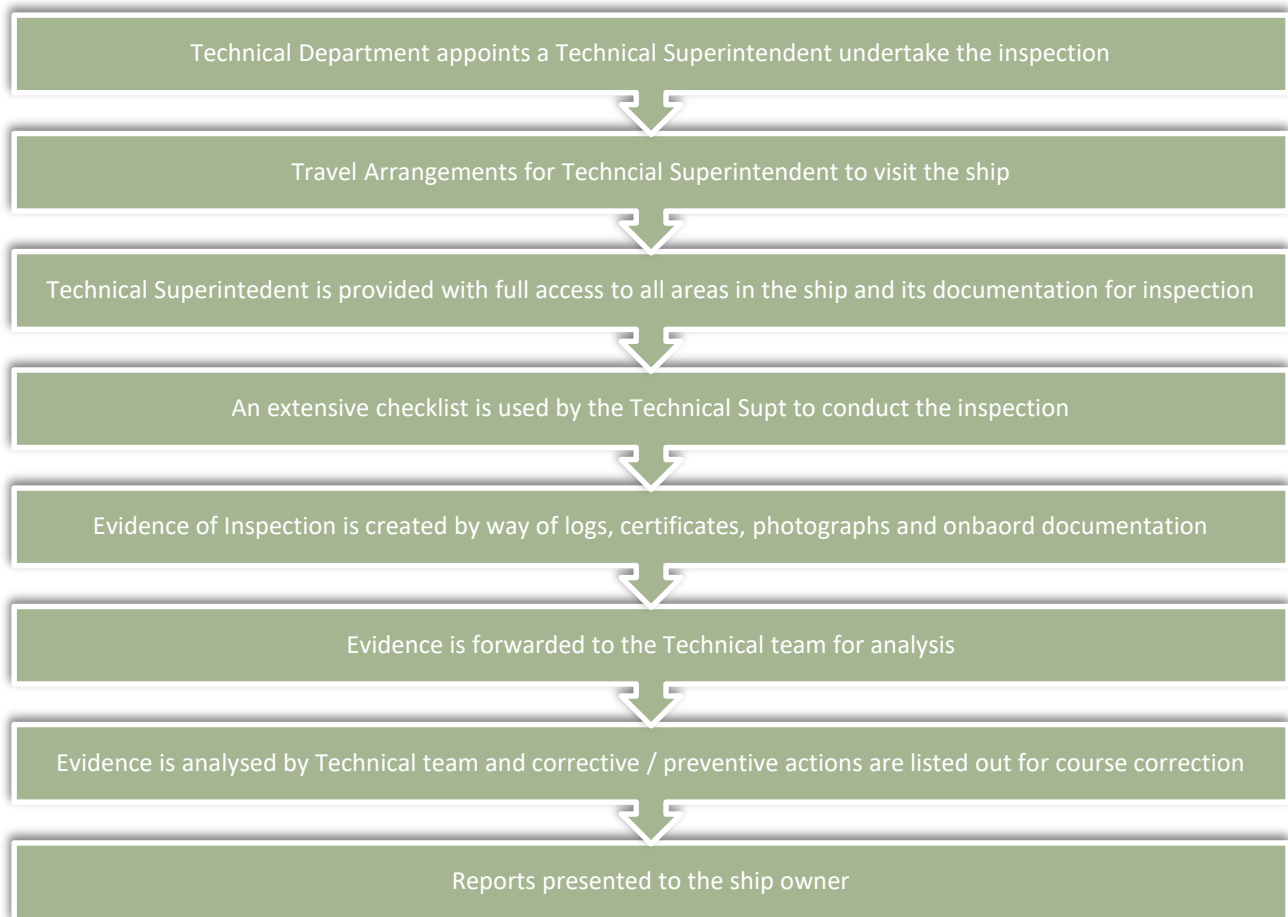 Technical Department appoints a Technical Superintendent undertake the inspection
Travel Arrangements for Techncial Superintendent to visit the ship
Technical Superintedent is provided with full access to all areas in the ship and its documentation for inspection
An extensive checklist is used by the Technical Supt to conduct the inspection
Evidence of Inspection is created by way of logs, certificates, photographs and onbaord documentation
Evidence is forwarded to the Technical team for analysis
Evidence is analysed by Technical team and corrective / preventive actions are listed out for course correction
Reports presented to the ship owner